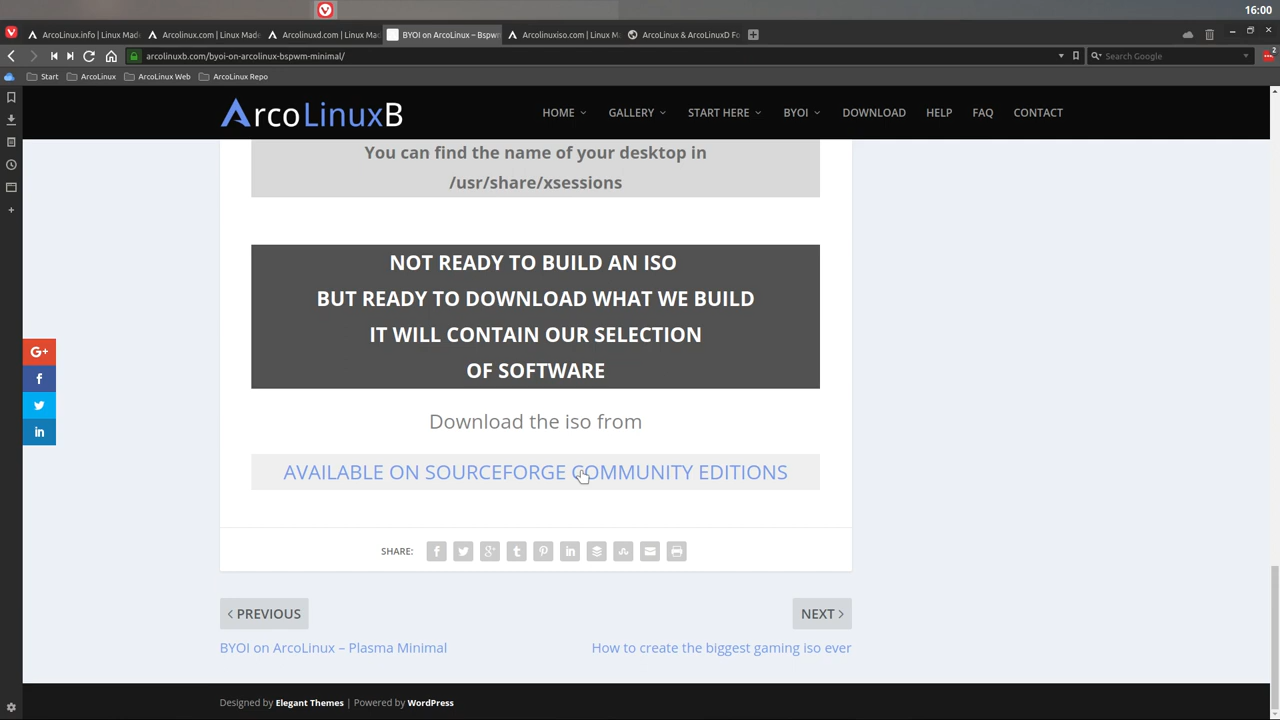 16:00
ArcoLinux.info | Linux Mad
Arcolinux.com | Linux Made
Arcolinuxd.com | Linux Ma
BYOI on ArcoLinux – Bspwm
Arcolinuxiso.com | Linux M
ArcoLinux & ArcoLinuxD Fo
arcolinuxb.com/byoi-on-arcolinux-bspwm-minimal/
Search Google
2
Start
ArcoLinux
ArcoLinux Web
ArcoLinux Repo
ArcoLinuxB
HOME
GALLERY
START HERE
BYOI
DOWNLOAD
HELP
FAQ
CONTACT
You can find the name of your desktop in
/usr/share/xsessions
NOT READY TO BUILD AN ISO
BUT READY TO DOWNLOAD WHAT WE BUILD
IT WILL CONTAIN OUR SELECTION
OF SOFTWARE
Download the iso from
AVAILABLE ON SOURCEFORGE COMMUNITY EDITIONS
SHARE:
PREVIOUS
NEXT
BYOI on ArcoLinux – Plasma Minimal
How to create the biggest gaming iso ever
Designed by Elegant Themes | Powered by WordPress